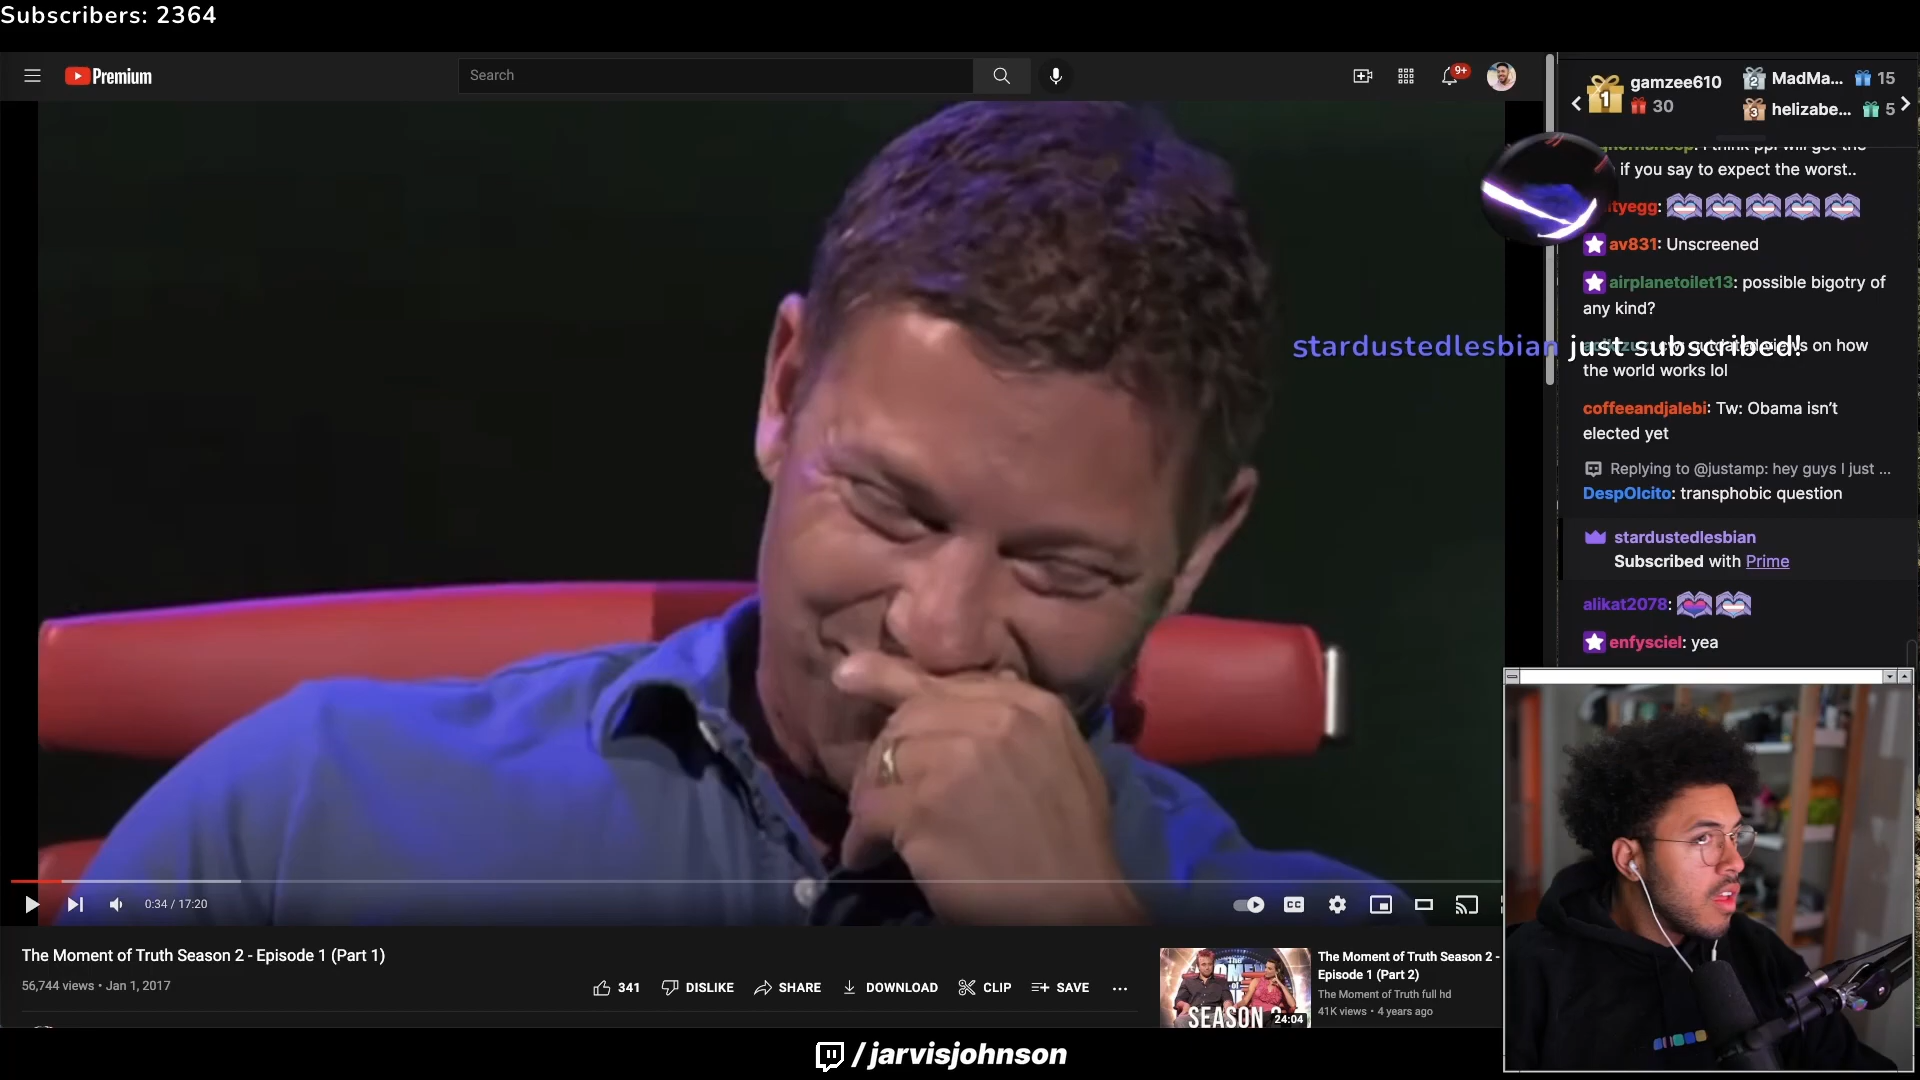 Subscribers: 2364
Premium
Search
9+
gamzee610
30
MadMa... 15
helizabe... 5
if you say to expect the worst..
tyegg:
av831: Unscreened
airplanetoilet13: possible bigotry of
any kind?
stardustedlesbian just subscribed!
on how
the world works lol
coffeeandjalebi: Tw: Obama isn't
elected yet
Replying to @justamp: hey guys I just ...
DespOlcito: transphobic question
stardustedlesbian
Subscribed with Prime
alikat2078:
enfysciel: yea
0:34 / 17:20
CC
The Moment of Truth Season 2 - Episode 1 (Part 1)
56,744 views • Jan 1, 2017
341 DISLIKE SHARE DOWNLOAD CLIP SAVE ...
SEASON
24:04
The Moment of Truth Season 2 -
Episode 1 (Part 2)
The Moment of Truth full hd
41K views • 4 years ago
/jarvisjohnson